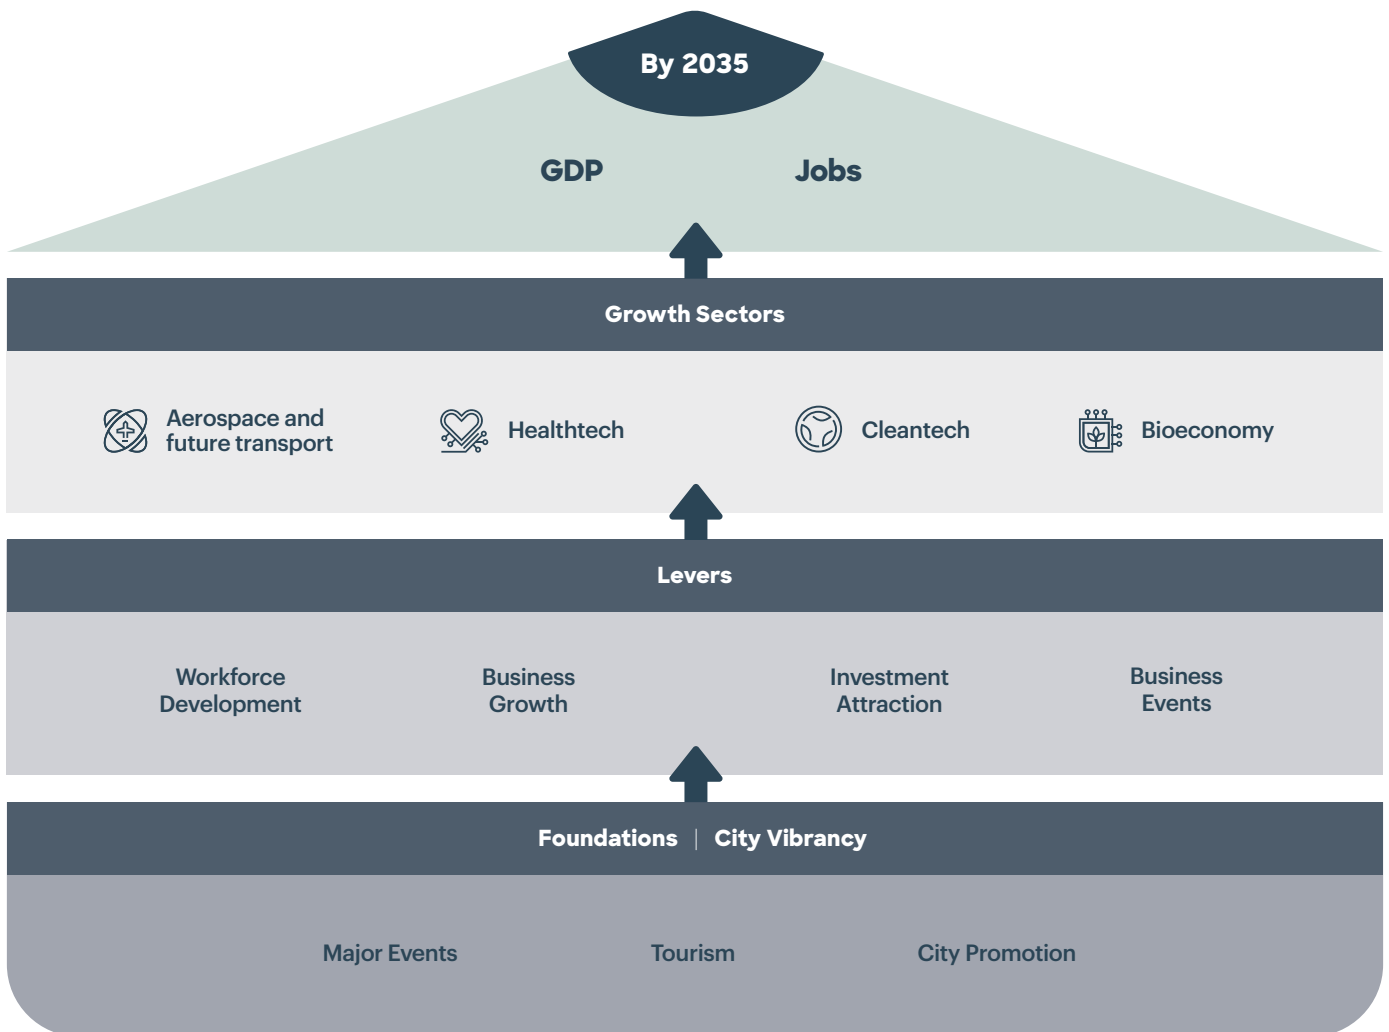 By 2035
GDP Jobs
Growth Sectors
Aerospace and
future transport
Healthtech
Cleantech
Bioeconomy
Levers
Workforce
Development
Business
Growth
Investment
Attraction
Business
Events
Foundations | City Vibrancy
Major Events Tourism City Promotion